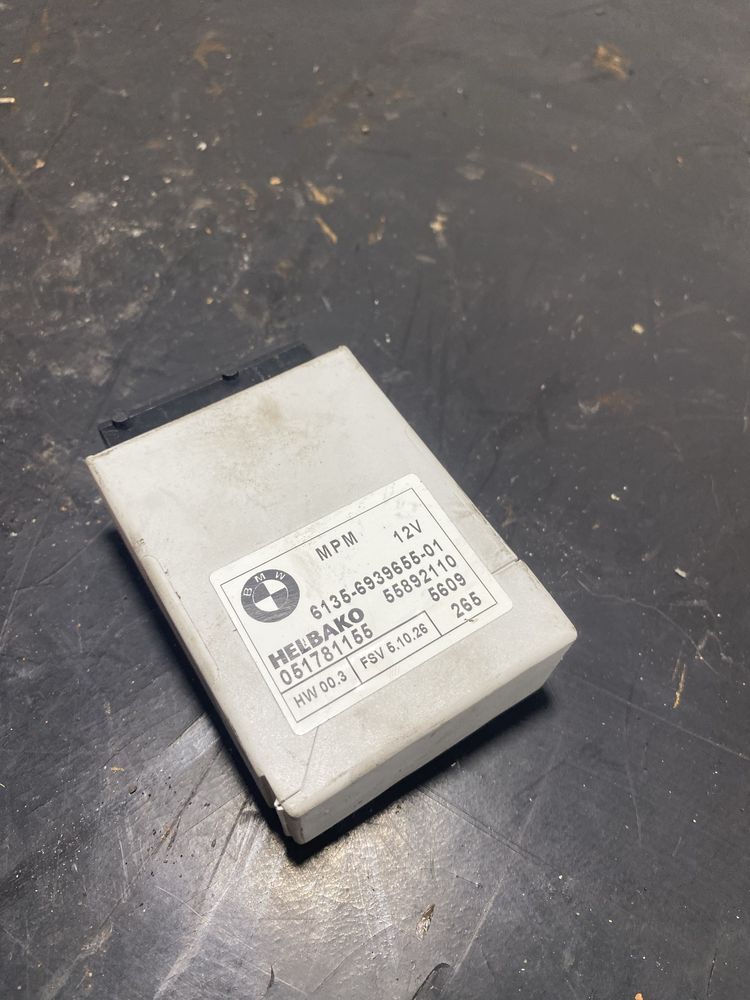 MPM 12V
BMW
6135-6939655-01
HELBAKO 55892110
051781155 5609
HW 00.3 FSV 5.10.26 265